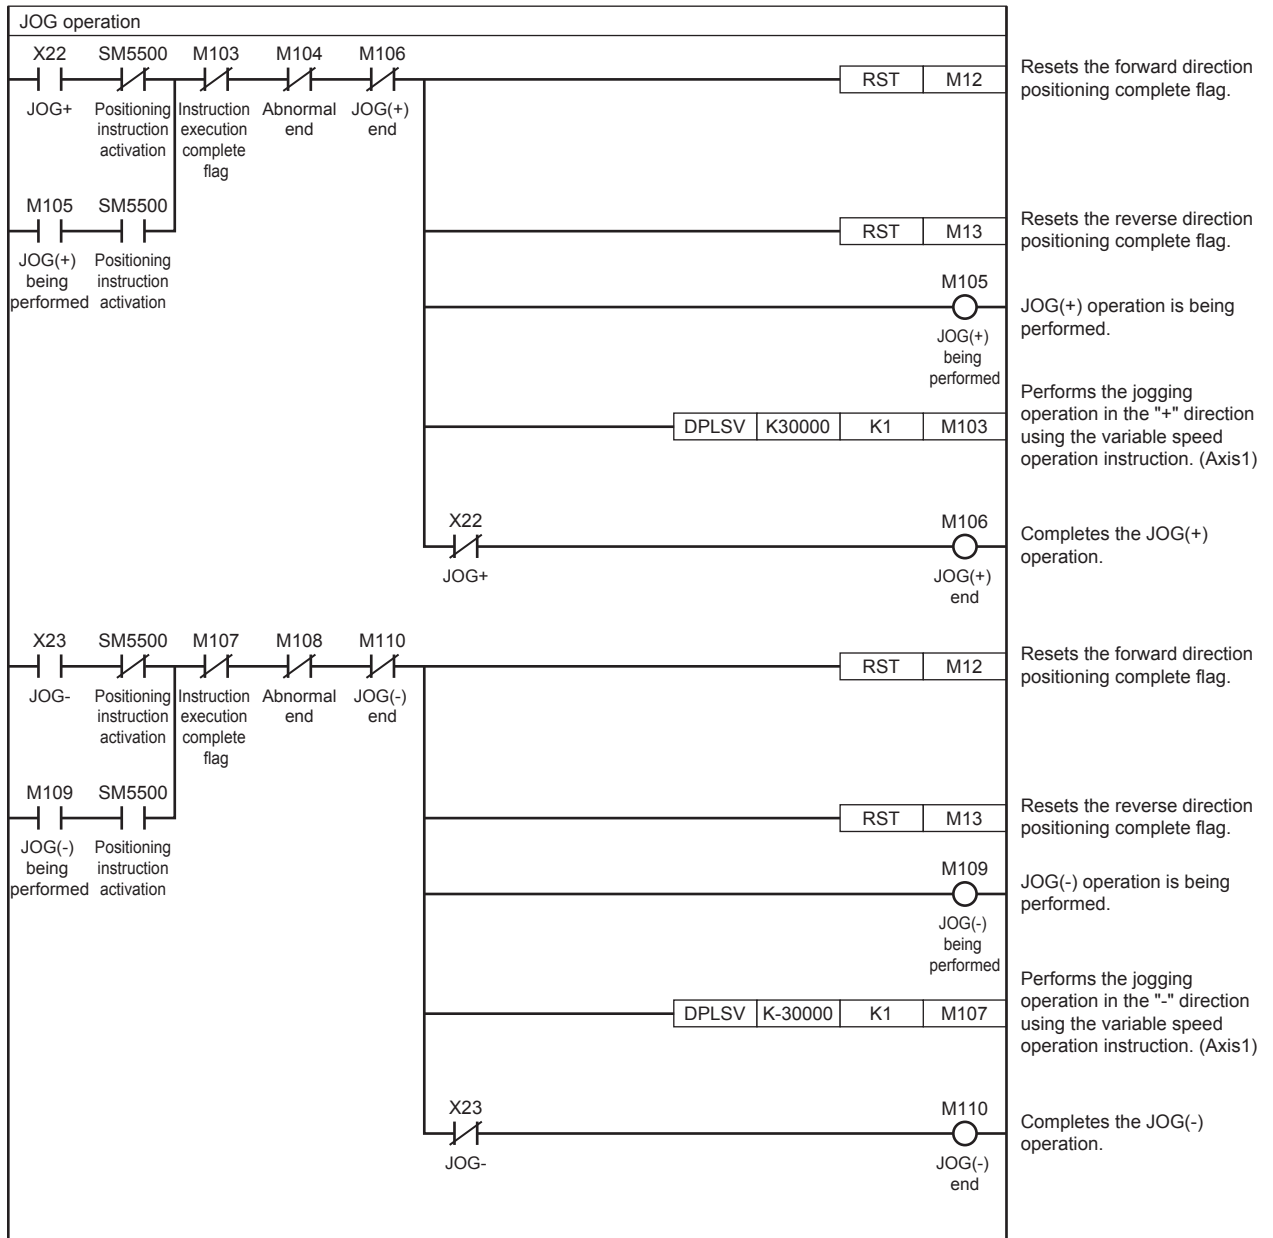 JOG operation
X22 SM5500 M103 M104 M106
RST M12
Resets the forward direction
positioning complete flag.
JOG+ Positioning Instruction Abnormal JOG(+)
instruction execution end end
activation complete
flag
M105 SM5500
RST M13
Resets the reverse direction
positioning complete flag.
JOG(+) Positioning
being instruction
performed activation
M105
JOG(+) operation is being
performed.
JOG(+)
being
performed
DPLSV K30000 K1 M103
Performs the jogging
operation in the "+" direction
using the variable speed
operation instruction. (Axis1)
X22 M106
Completes the JOG(+)
operation.
JOG+ JOG(+)
end
X23 SM5500 M107 M108 M110
RST M12
Resets the forward direction
positioning complete flag.
JOG- Positioning Instruction Abnormal JOG(-)
instruction execution end end
activation complete
flag
M109 SM5500
RST M13
Resets the reverse direction
positioning complete flag.
JOG(-) Positioning
being instruction
performed activation
M109
JOG(-) operation is being
performed.
JOG(-)
being
performed
DPLSV K-30000 K1 M107
Performs the jogging
operation in the "-" direction
using the variable speed
operation instruction. (Axis1)
X23 M110
Completes the JOG(-)
operation.
JOG- JOG(-)
end